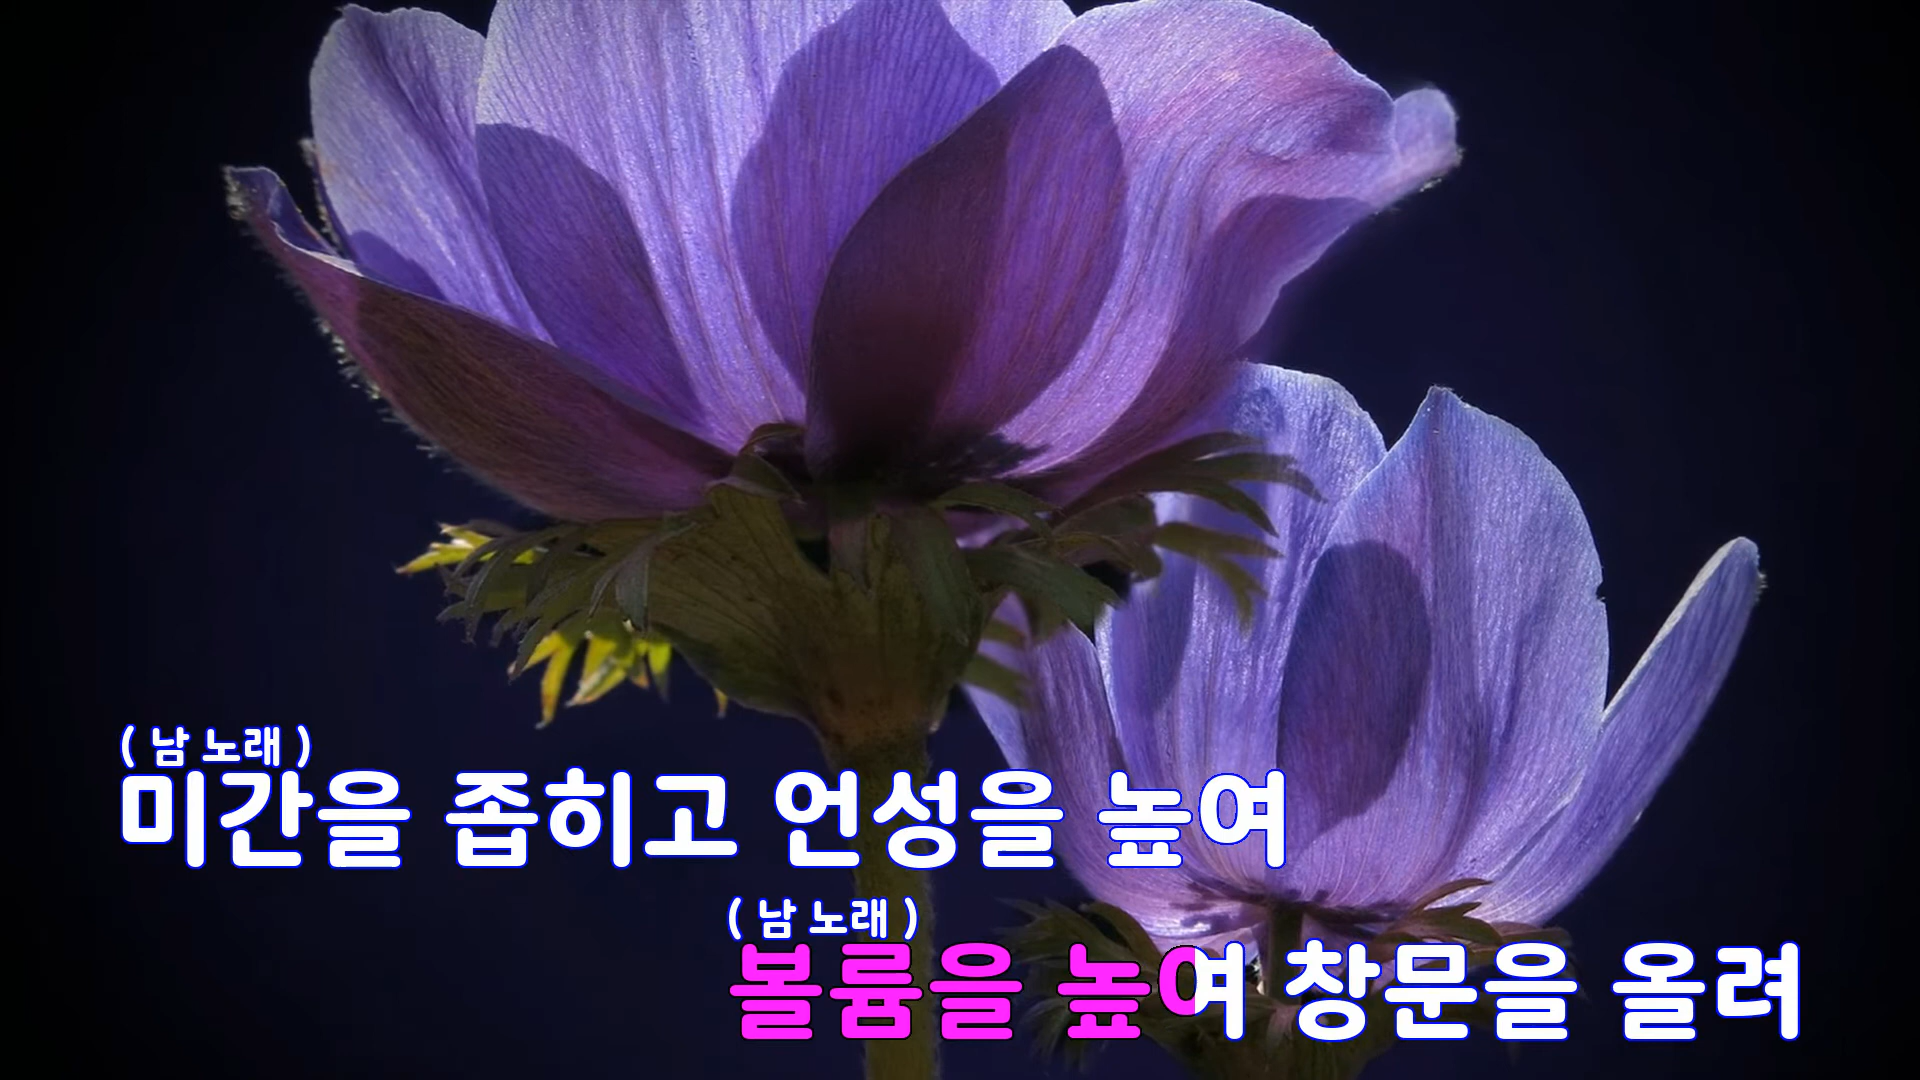 ( 남 노래 )
미간을 좁히고 언성을 높여
( 남 노래 )
볼륨을 높여 창문을 올려